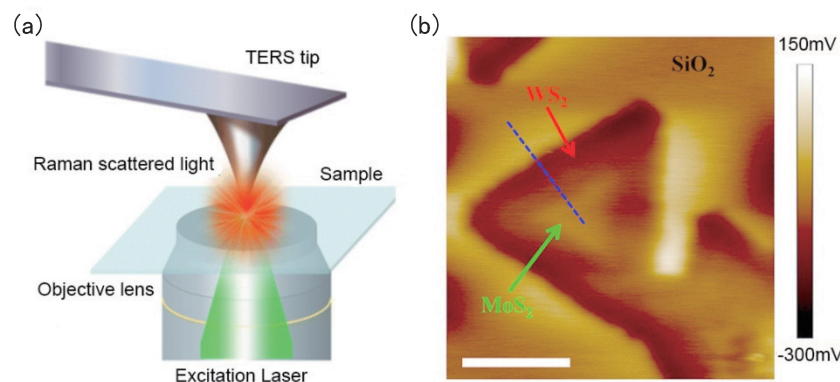 (a)
TERS tip
Raman scattered light
Sample
Objective lens
Excitation Laser
(b)
150mV
SiO₂
WS₂
MoS₂
-300mV